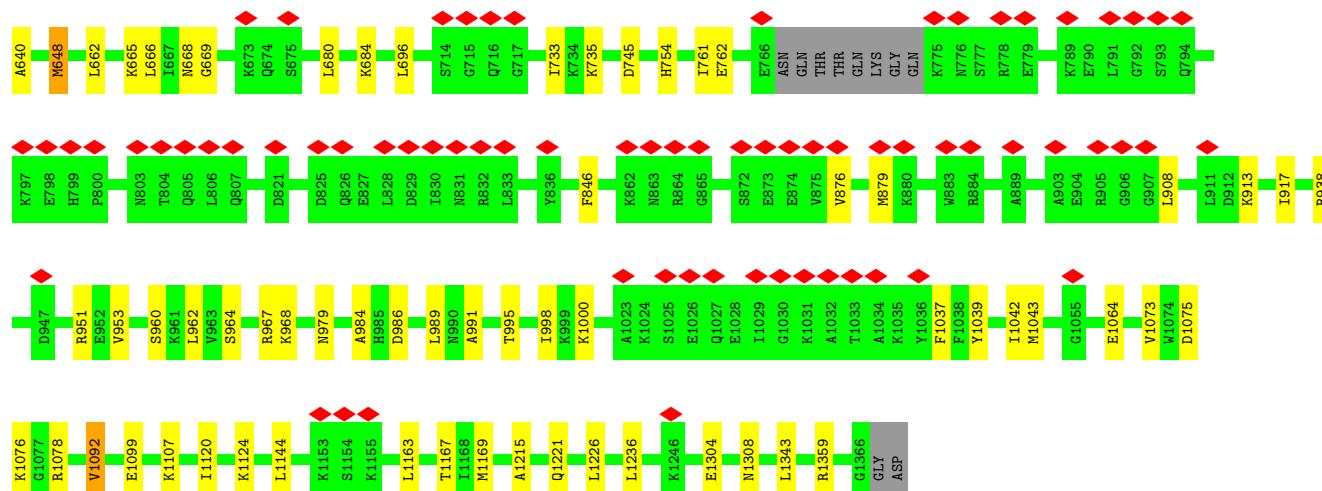 A640 M648 L662 K665 L666 I667 N668 G669 K673 Q674 S675 L680 K684 L696 S714 G715 Q716 G717 I733 K734 K735 D745 H754 I761 E762 E766 ASN GLN THR THR GLN LYS GLY GLN K775 N776 S777 R778 E779 K789 E790 L791 G792 S793 Q794
K797 E798 H799 P800 N803 T804 Q805 L806 Q807 D821 D825 Q826 E827 L828 D829 I830 N831 R832 L833 Y836 F846 K862 N863 R864 G865 S872 E873 E874 V875 V876 M879 K880 W883 R884 A889 A903 E904 R905 G906 G907 L908 L911 D912 K913 I917
D947 R951 E952 V953 S960 K961 L962 V963 S964 R967 K968 N979 A984 H985 D986 L989 N990 A991 T995 I998 K999 K1000 A1023 K1024 S1025 E1026 Q1027 E1028 I1029 G1030 K1031 A1032 T1033 A1034 K1035 Y1036 F1037 F1038 Y1039 I1042 M1043 G1055 E1064 V1073 W1074 D1075
K1076 G1077 R1078 V1092 E1099 K1107 I1120 K1124 L1144 K1153 S1154 K1155 L1163 T1167 I1168 M1169 A1215 Q1221 L1226 L1236 K1246 E1304 N1308 L1343 R1359 G1366 GLY ASP